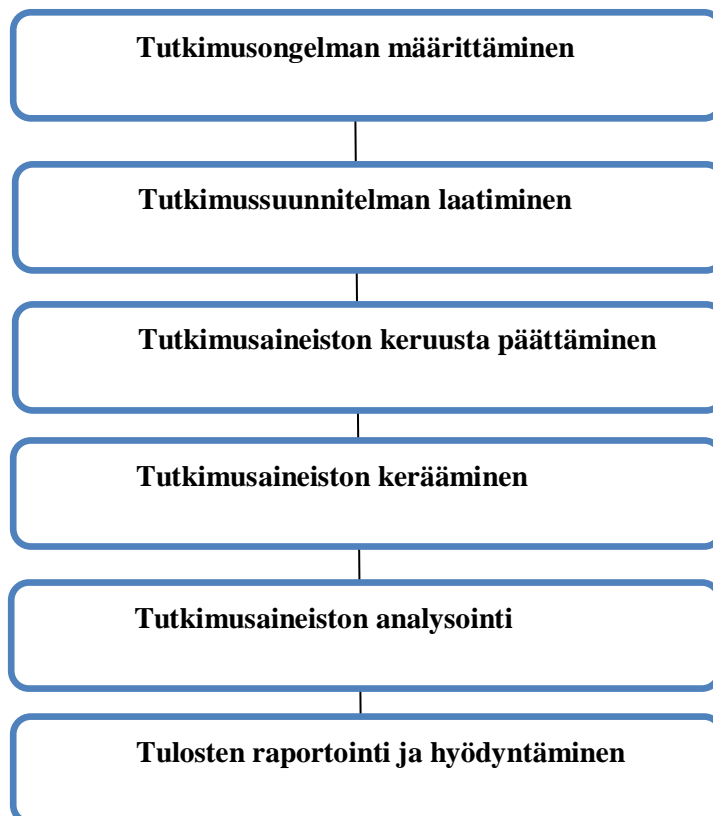 Tutkimusongelman määrittäminen
Tutkimussuunnitelman laatiminen
Tutkimusaineiston keruusta päättäminen
Tutkimusaineiston kerääminen
Tutkimusaineiston analysointi
Tulosten raportointi ja hyödyntäminen